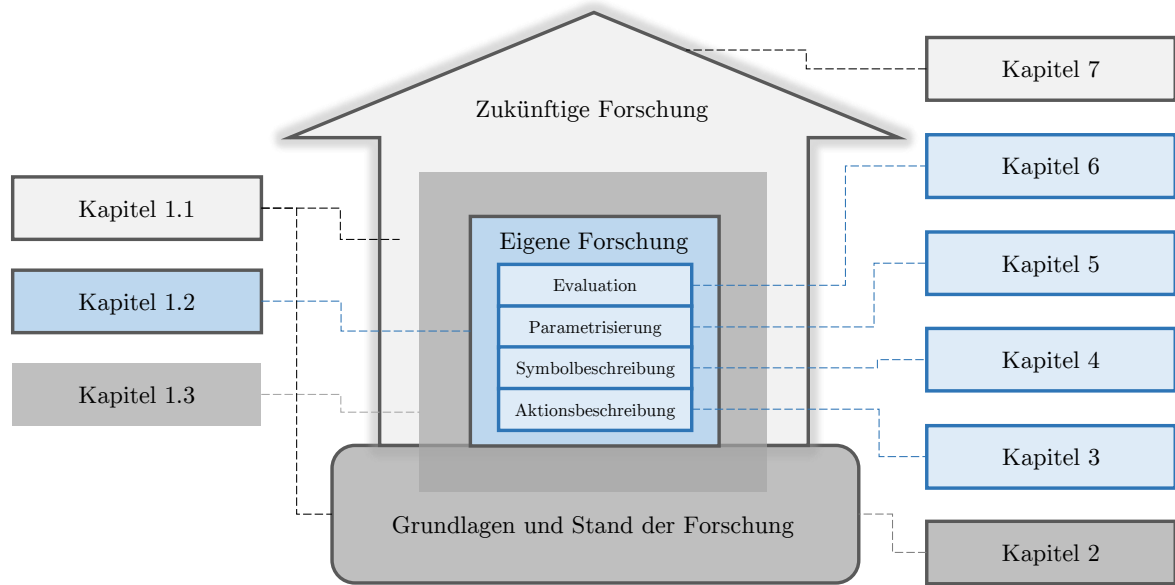 Kapitel 1.1
Kapitel 1.2
Kapitel 1.3
Zukünftige Forschung
Eigene Forschung
Evaluation
Parametrisierung
Symbolbeschreibung
Aktionsbeschreibung
Grundlagen und Stand der Forschung
Kapitel 7
Kapitel 6
Kapitel 5
Kapitel 4
Kapitel 3
Kapitel 2